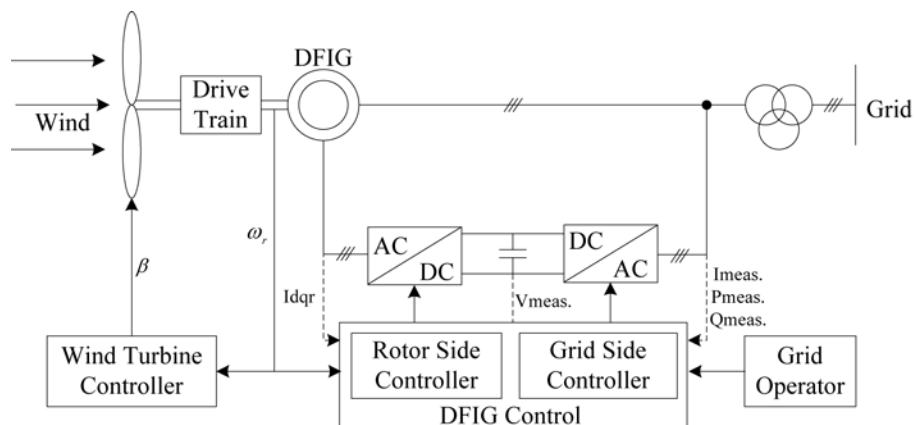 DFIG
Drive
Train
Wind
Grid
ω_r
β
AC
DC
DC
AC
Idqr
Vmeas.
Imeas.
Pmeas.
Qmeas.
Wind Turbine
Controller
Rotor Side
Controller
Grid Side
Controller
DFIG Control
Grid
Operator